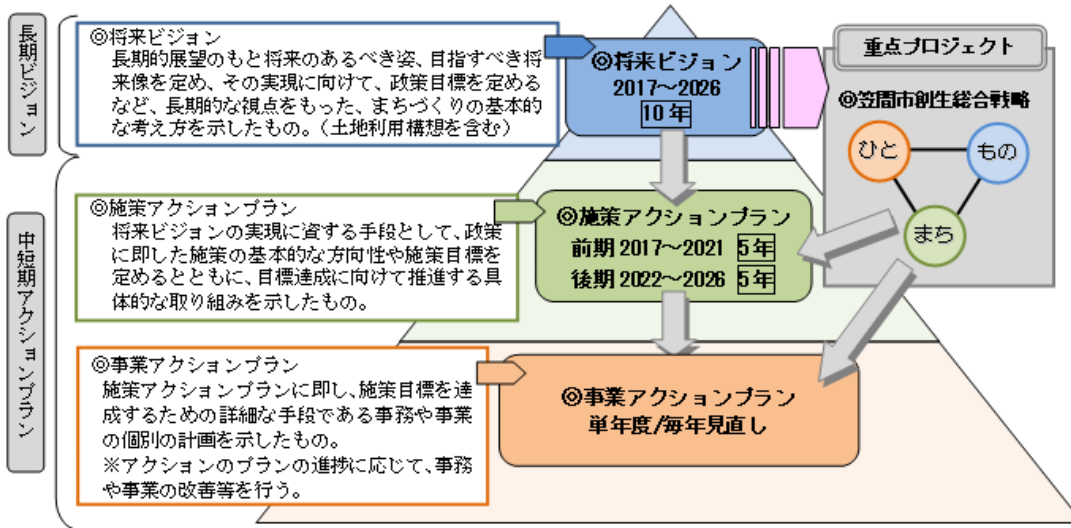 長期ビジョン
◎将来ビジョン
長期的展望のもと将来のあるべき姿、目指すべき将
来像を定め、その実現に向けて、政策目標を定める
など、長期的な視点をもった、まちづくりの基本的
な考え方を示したもの。（土地利用構想を含む）
◎将来ビジョン
2017～2026
10年
重点プロジェクト
◎笠間市創生総合戦略
ひと
もの
まち
中短期アクションプラン
◎施策アクションプラン
将来ビジョンの実現に資する手段として、政策
に即した施策の基本的な方向性や施策目標を
定めるとともに、目標達成に向けて推進する具
体的な取り組みを示したもの。
◎施策アクションプラン
前期 2017～2021 5年
後期 2022～2026 5年
◎事業アクションプラン
施策アクションプランに即し、施策目標を達
成するための詳細な手段である事務や事業
の個別の計画を示したもの。
※アクションのプランの進捗に応じて、事務
や事業の改善等を行う。
◎事業アクションプラン
単年度/毎年見直し